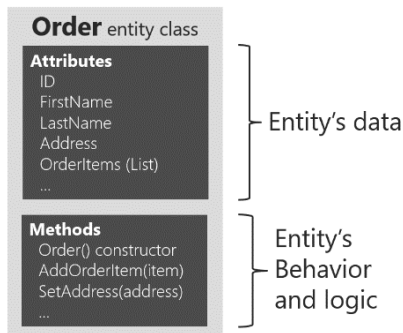 Order entity class
Attributes
ID
FirstName
LastName
Address
OrderItems (List)
...
Entity's data
Methods
Order() constructor
AddOrderItem(item)
SetAddress(address)
...
Entity's
Behavior
and logic